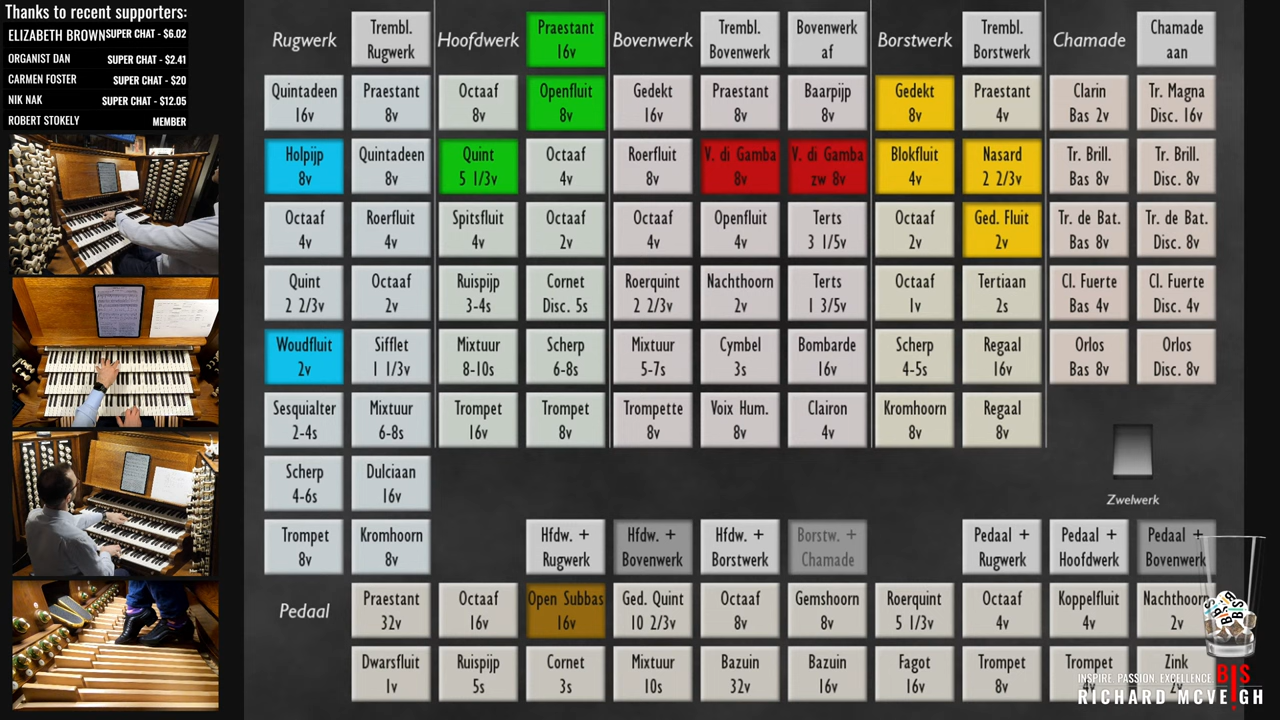 Thanks to recent supporters:
ELIZABETH BROWN SUPER CHAT - $6.02
ORGANIST DAN SUPER CHAT - $2.41
CARMEN FOSTER SUPER CHAT - $20
NIK NAK SUPER CHAT - $12.05
ROBERT STOKELY MEMBER
Rugwerk
Trembl.
Rugwerk
Hoofdwerk
Praestant
16v
Bovenwerk
Trembl.
Bovenwerk
Bovenwerk
af
Borstwerk
Trembl.
Borstwerk
Chamade
Chamade
aan
Quintadeen
16v
Praestant
8v
Octaaf
8v
Openfluit
8v
Gedekt
16v
Praestant
8v
Baarpijp
8v
Gedekt
8v
Praestant
4v
Clarin
Bas 2v
Tr. Magna
Disc. 16v
Holpijp
8v
Quintadeen
8v
Quint
5 1/3v
Octaaf
4v
Roerfluit
8v
V. di Gamba
8v
V. di Gamba
zw 8v
Blokfluit
4v
Nasard
2 2/3v
Tr. Brill.
Bas 8v
Tr. Brill.
Disc. 8v
Octaaf
4v
Roerfluit
4v
Spitsfluit
4v
Octaaf
2v
Octaaf
4v
Openfluit
4v
Terts
3 1/5v
Octaaf
2v
Ged. Fluit
2v
Tr. de Bat.
Bas 8v
Tr. de Bat.
Disc. 8v
Quint
2 2/3v
Octaaf
2v
Ruispijp
3-4s
Cornet
Disc. 5s
Roerquint
2 2/3v
Nachthoorn
2v
Terts
1 3/5v
Octaaf
1v
Tertiaan
2s
Cl. Fuerte
Bas 4v
Cl. Fuerte
Disc. 4v
Woudfluit
2v
Sifflet
1 1/3v
Mixtuur
8-10s
Scherp
6-8s
Mixtuur
5-7s
Cymbel
3s
Bombarde
16v
Scherp
4-5s
Regaal
16v
Orlos
Bas 8v
Orlos
Disc. 8v
Sesquialter
2-4s
Mixtuur
6-8s
Trompet
16v
Trompet
8v
Trompette
8v
Voix Hum.
8v
Clairon
4v
Kromhoorn
8v
Regaal
8v
Scherp
4-6s
Dulciaan
16v
Zwelwerk
Trompet
8v
Kromhoorn
8v
Hfdw. +
Rugwerk
Hfdw. +
Bovenwerk
Hfdw. +
Borstwerk
Borstw. +
Chamade
Pedaal +
Rugwerk
Pedaal +
Hoofdwerk
Pedaal +
Bovenwerk
Pedaal
Praestant
32v
Octaaf
16v
Open Subbas
16v
Ged. Quint
10 2/3v
Octaaf
8v
Gemshoorn
8v
Roerquint
5 1/3v
Octaaf
4v
Koppelfluit
4v
Nachthoorn
2v
Dwarsfluit
1v
Ruispijp
5s
Cornet
3s
Mixtuur
10s
Bazuin
32v
Bazuin
16v
Fagot
16v
Trompet
8v
Trompet
Zink
INSPIRE. PASSION. EXCELLENCE.
B!S
RICHARD MCVEIGH